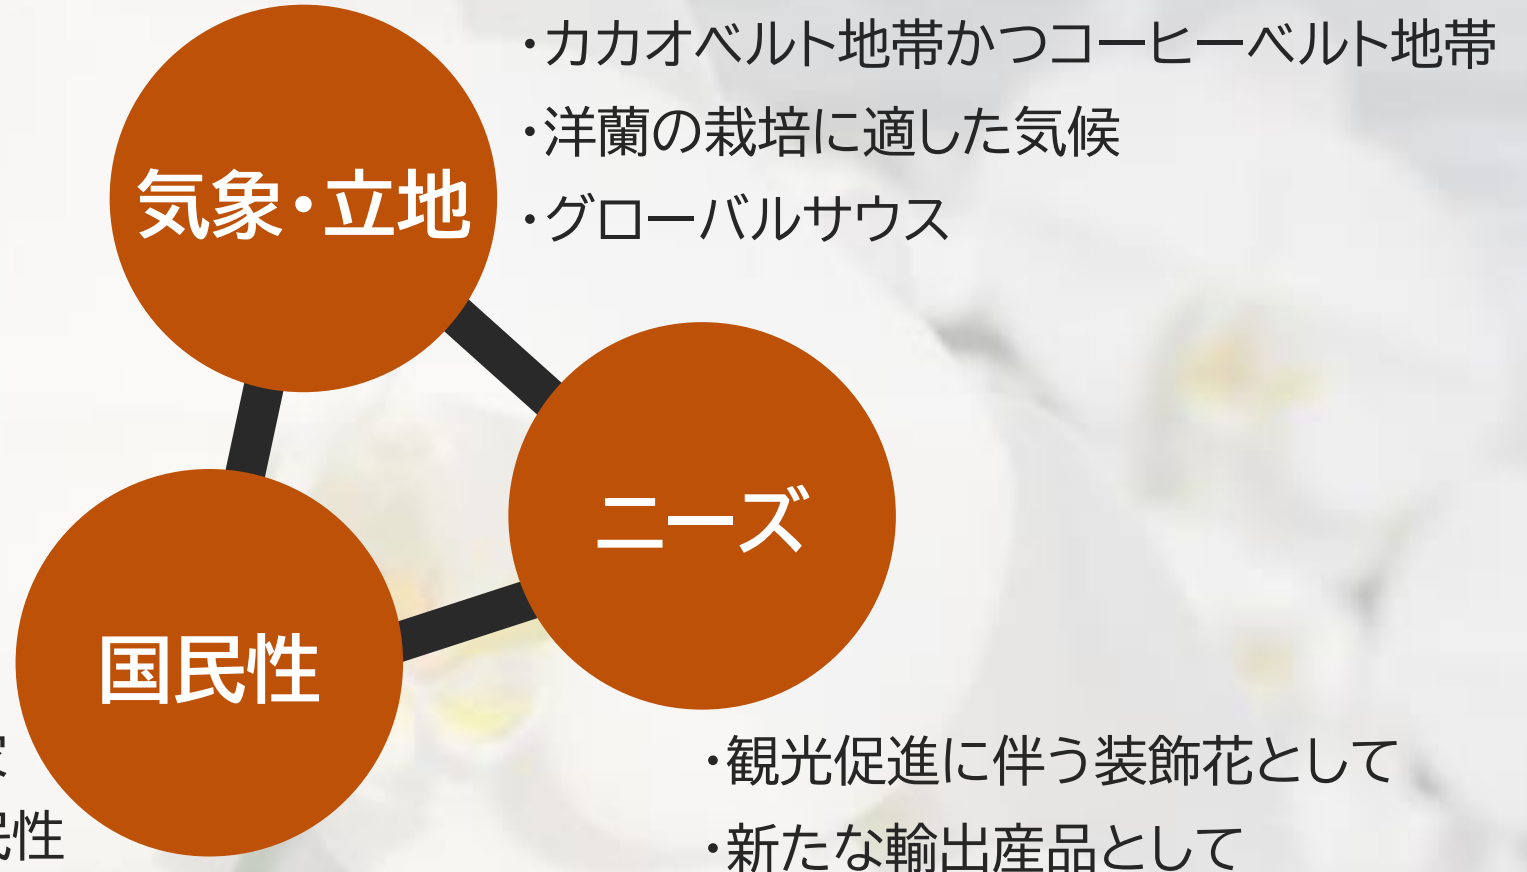 ・カカオベルト地帯かつコーヒーベルト地帯
・洋蘭の栽培に適した気候
・グローバルサウス
気象・立地
ニーズ
国民性
民性
・観光促進に伴う装飾花として
・新たな輸出産品として